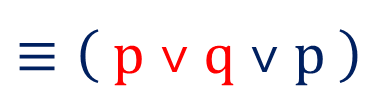 ≡ ( p ∨ q ∨ p )